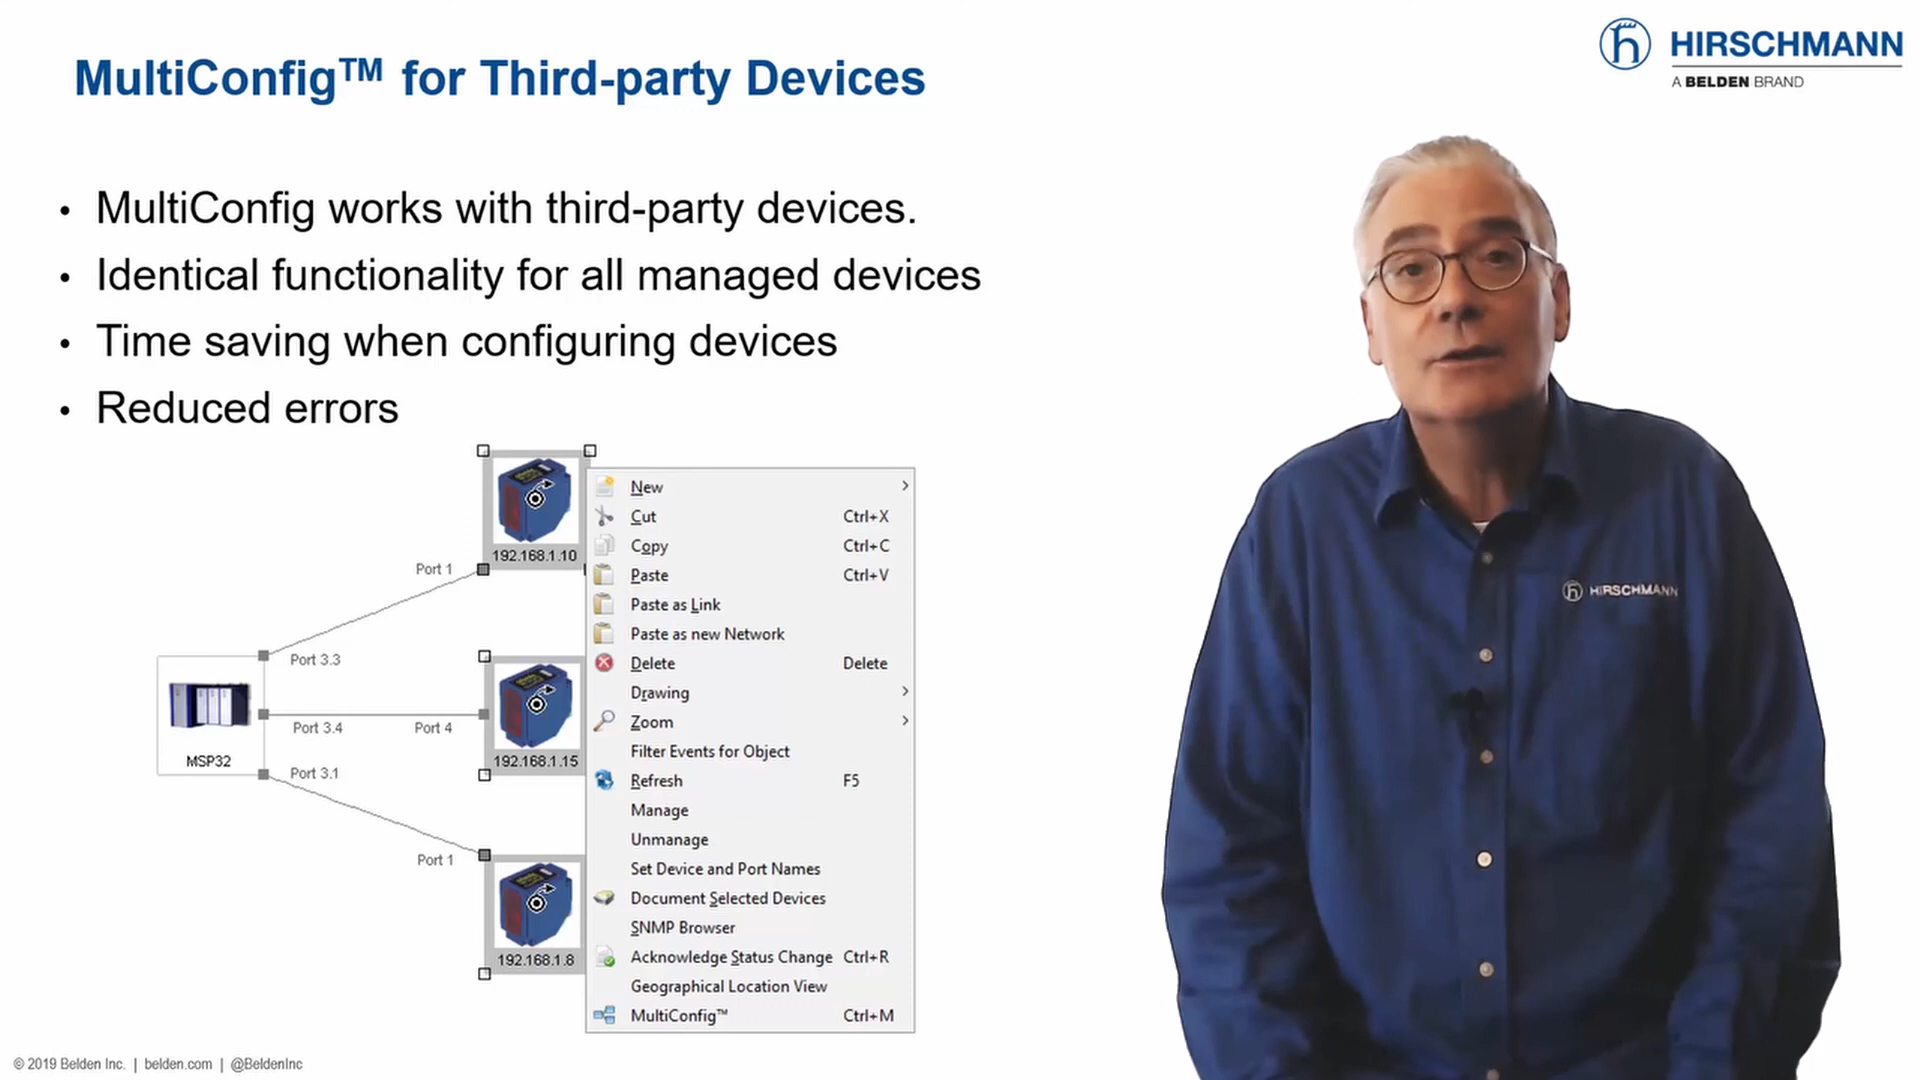 MultiConfig™ for Third-party Devices
HIRSCHMANN
A BELDEN BRAND
• MultiConfig works with third-party devices.
• Identical functionality for all managed devices
• Time saving when configuring devices
• Reduced errors
192.168.1.10
Port 1
Port 3.3
MSP32
Port 3.4
Port 4
192.168.1.15
Port 3.1
Port 1
192.168.1.8
New
Cut Ctrl+X
Copy Ctrl+C
Paste Ctrl+V
Paste as Link
Paste as new Network
Delete Delete
Drawing
Zoom
Filter Events for Object
Refresh F5
Manage
Unmanage
Set Device and Port Names
Document Selected Devices
SNMP Browser
Acknowledge Status Change Ctrl+R
Geographical Location View
MultiConfig™ Ctrl+M
HIRSCHMANN
© 2019 Belden Inc. | belden.com | @BeldenInc